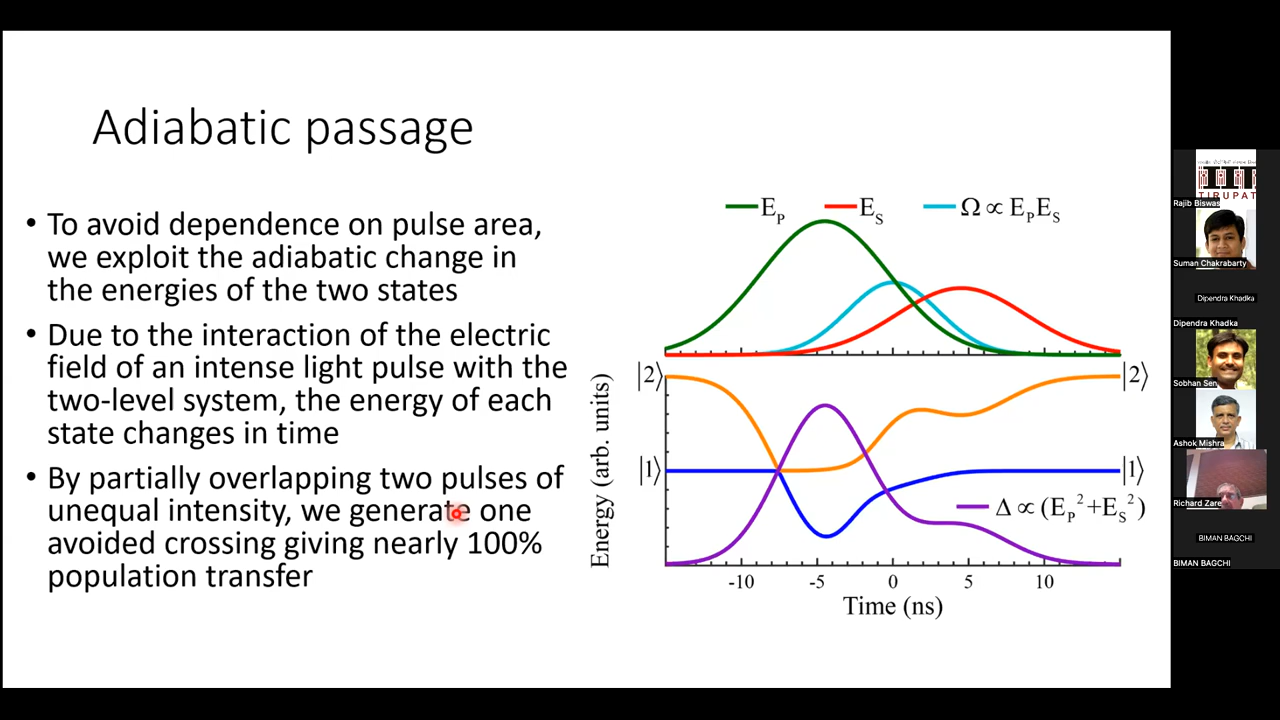 Adiabatic passage
• To avoid dependence on pulse area,
we exploit the adiabatic change in
the energies of the two states
• Due to the interaction of the electric
field of an intense light pulse with the
two-level system, the energy of each
state changes in time
• By partially overlapping two pulses of
unequal intensity, we generate one
avoided crossing giving nearly 100%
population transfer
E_P E_S Ω ∝ E_PE_S
|2⟩ |2⟩
|1⟩ |1⟩
Δ ∝ (E_P²+E_S²)
Energy (arb. units)
-10 -5 0 5 10
Time (ns)
TIRUPAT
Rajib Biswas
Suman Chakrabarty
Dipendra Khadka
Dipendra Khadka
Sobhan Sen
Ashok Mishra
Richard Zare
BIMAN BAGCHI
BIMAN BAGCHI